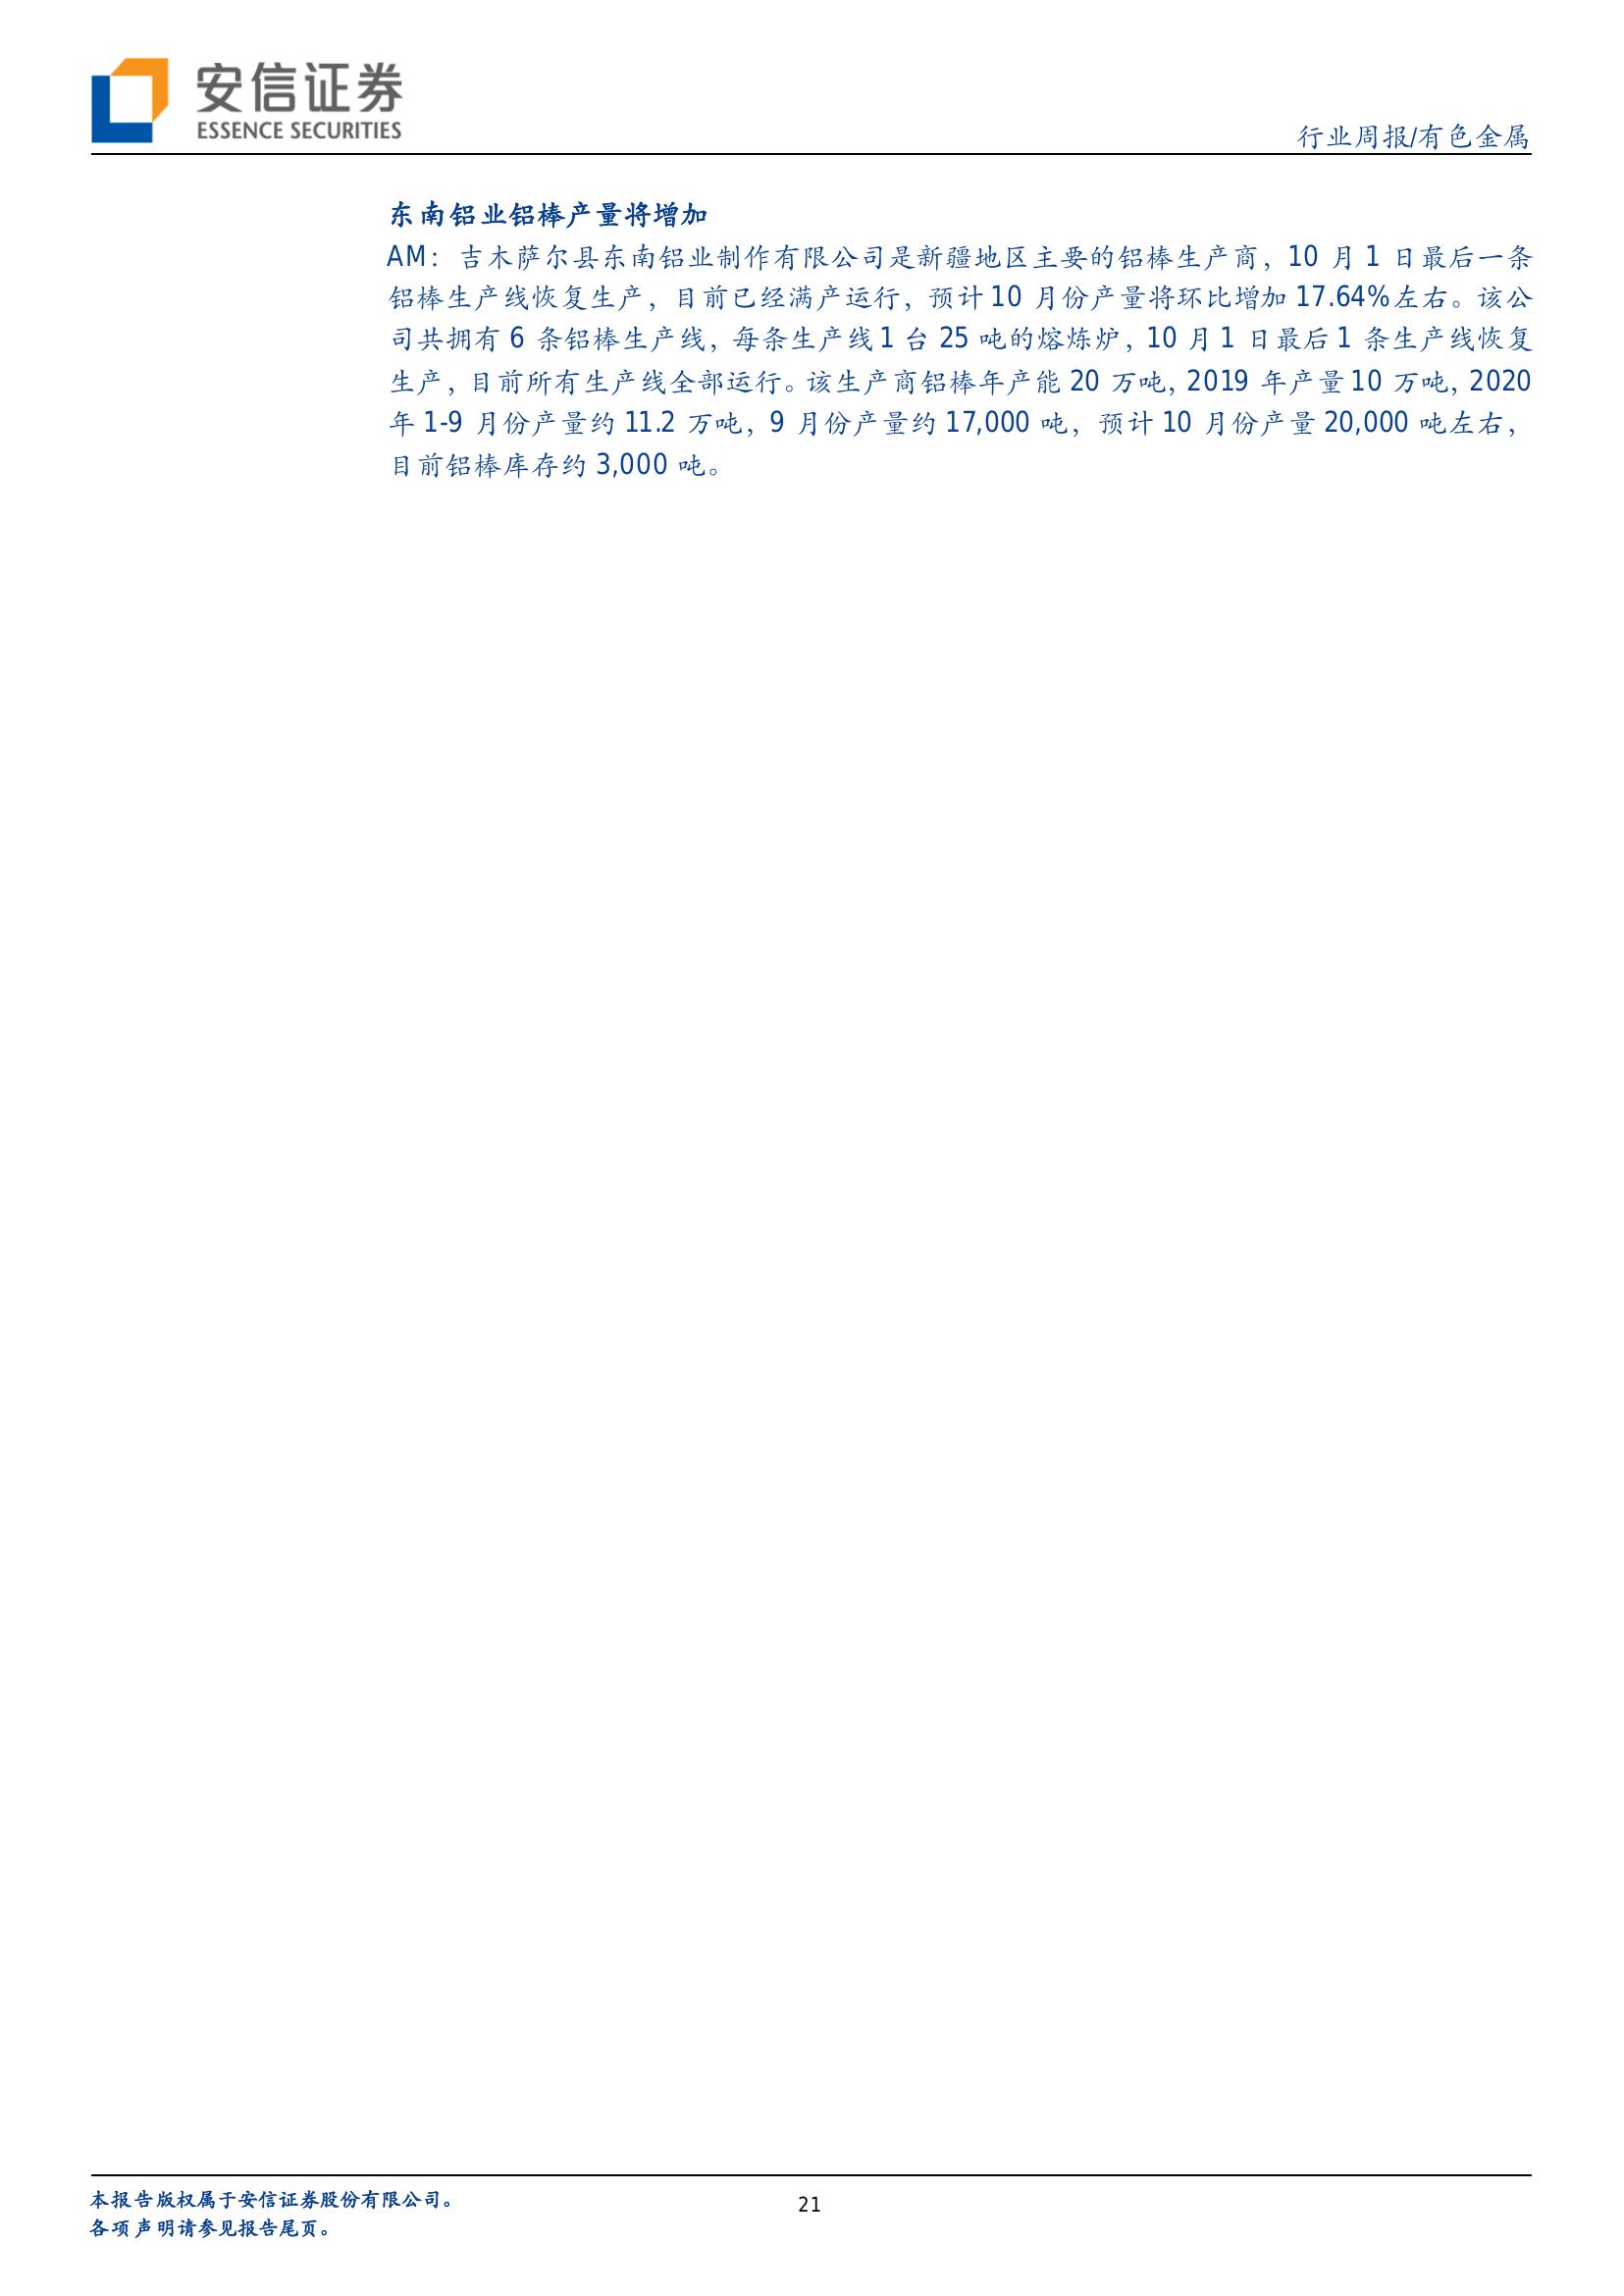 安信证券
ESSENCE SECURITIES
行业周报/有色金属
东南铝业铝棒产量将增加
AM：吉木萨尔县东南铝业制作有限公司是新疆地区主要的铝棒生产商，10 月 1 日最后一条
铝棒生产线恢复生产，目前已经满产运行，预计 10 月份产量将环比增加 17.64%左右。该公
司共拥有 6 条铝棒生产线，每条生产线 1 台 25 吨的熔炼炉，10 月 1 日最后 1 条生产线恢复
生产，目前所有生产线全部运行。该生产商铝棒年产能 20 万吨，2019 年产量 10 万吨，2020
年 1-9 月份产量约 11.2 万吨，9 月份产量约 17,000 吨，预计 10 月份产量 20,000 吨左右，
目前铝棒库存约 3,000 吨。
本报告版权属于安信证券股份有限公司。
21
各项声明请参见报告尾页。